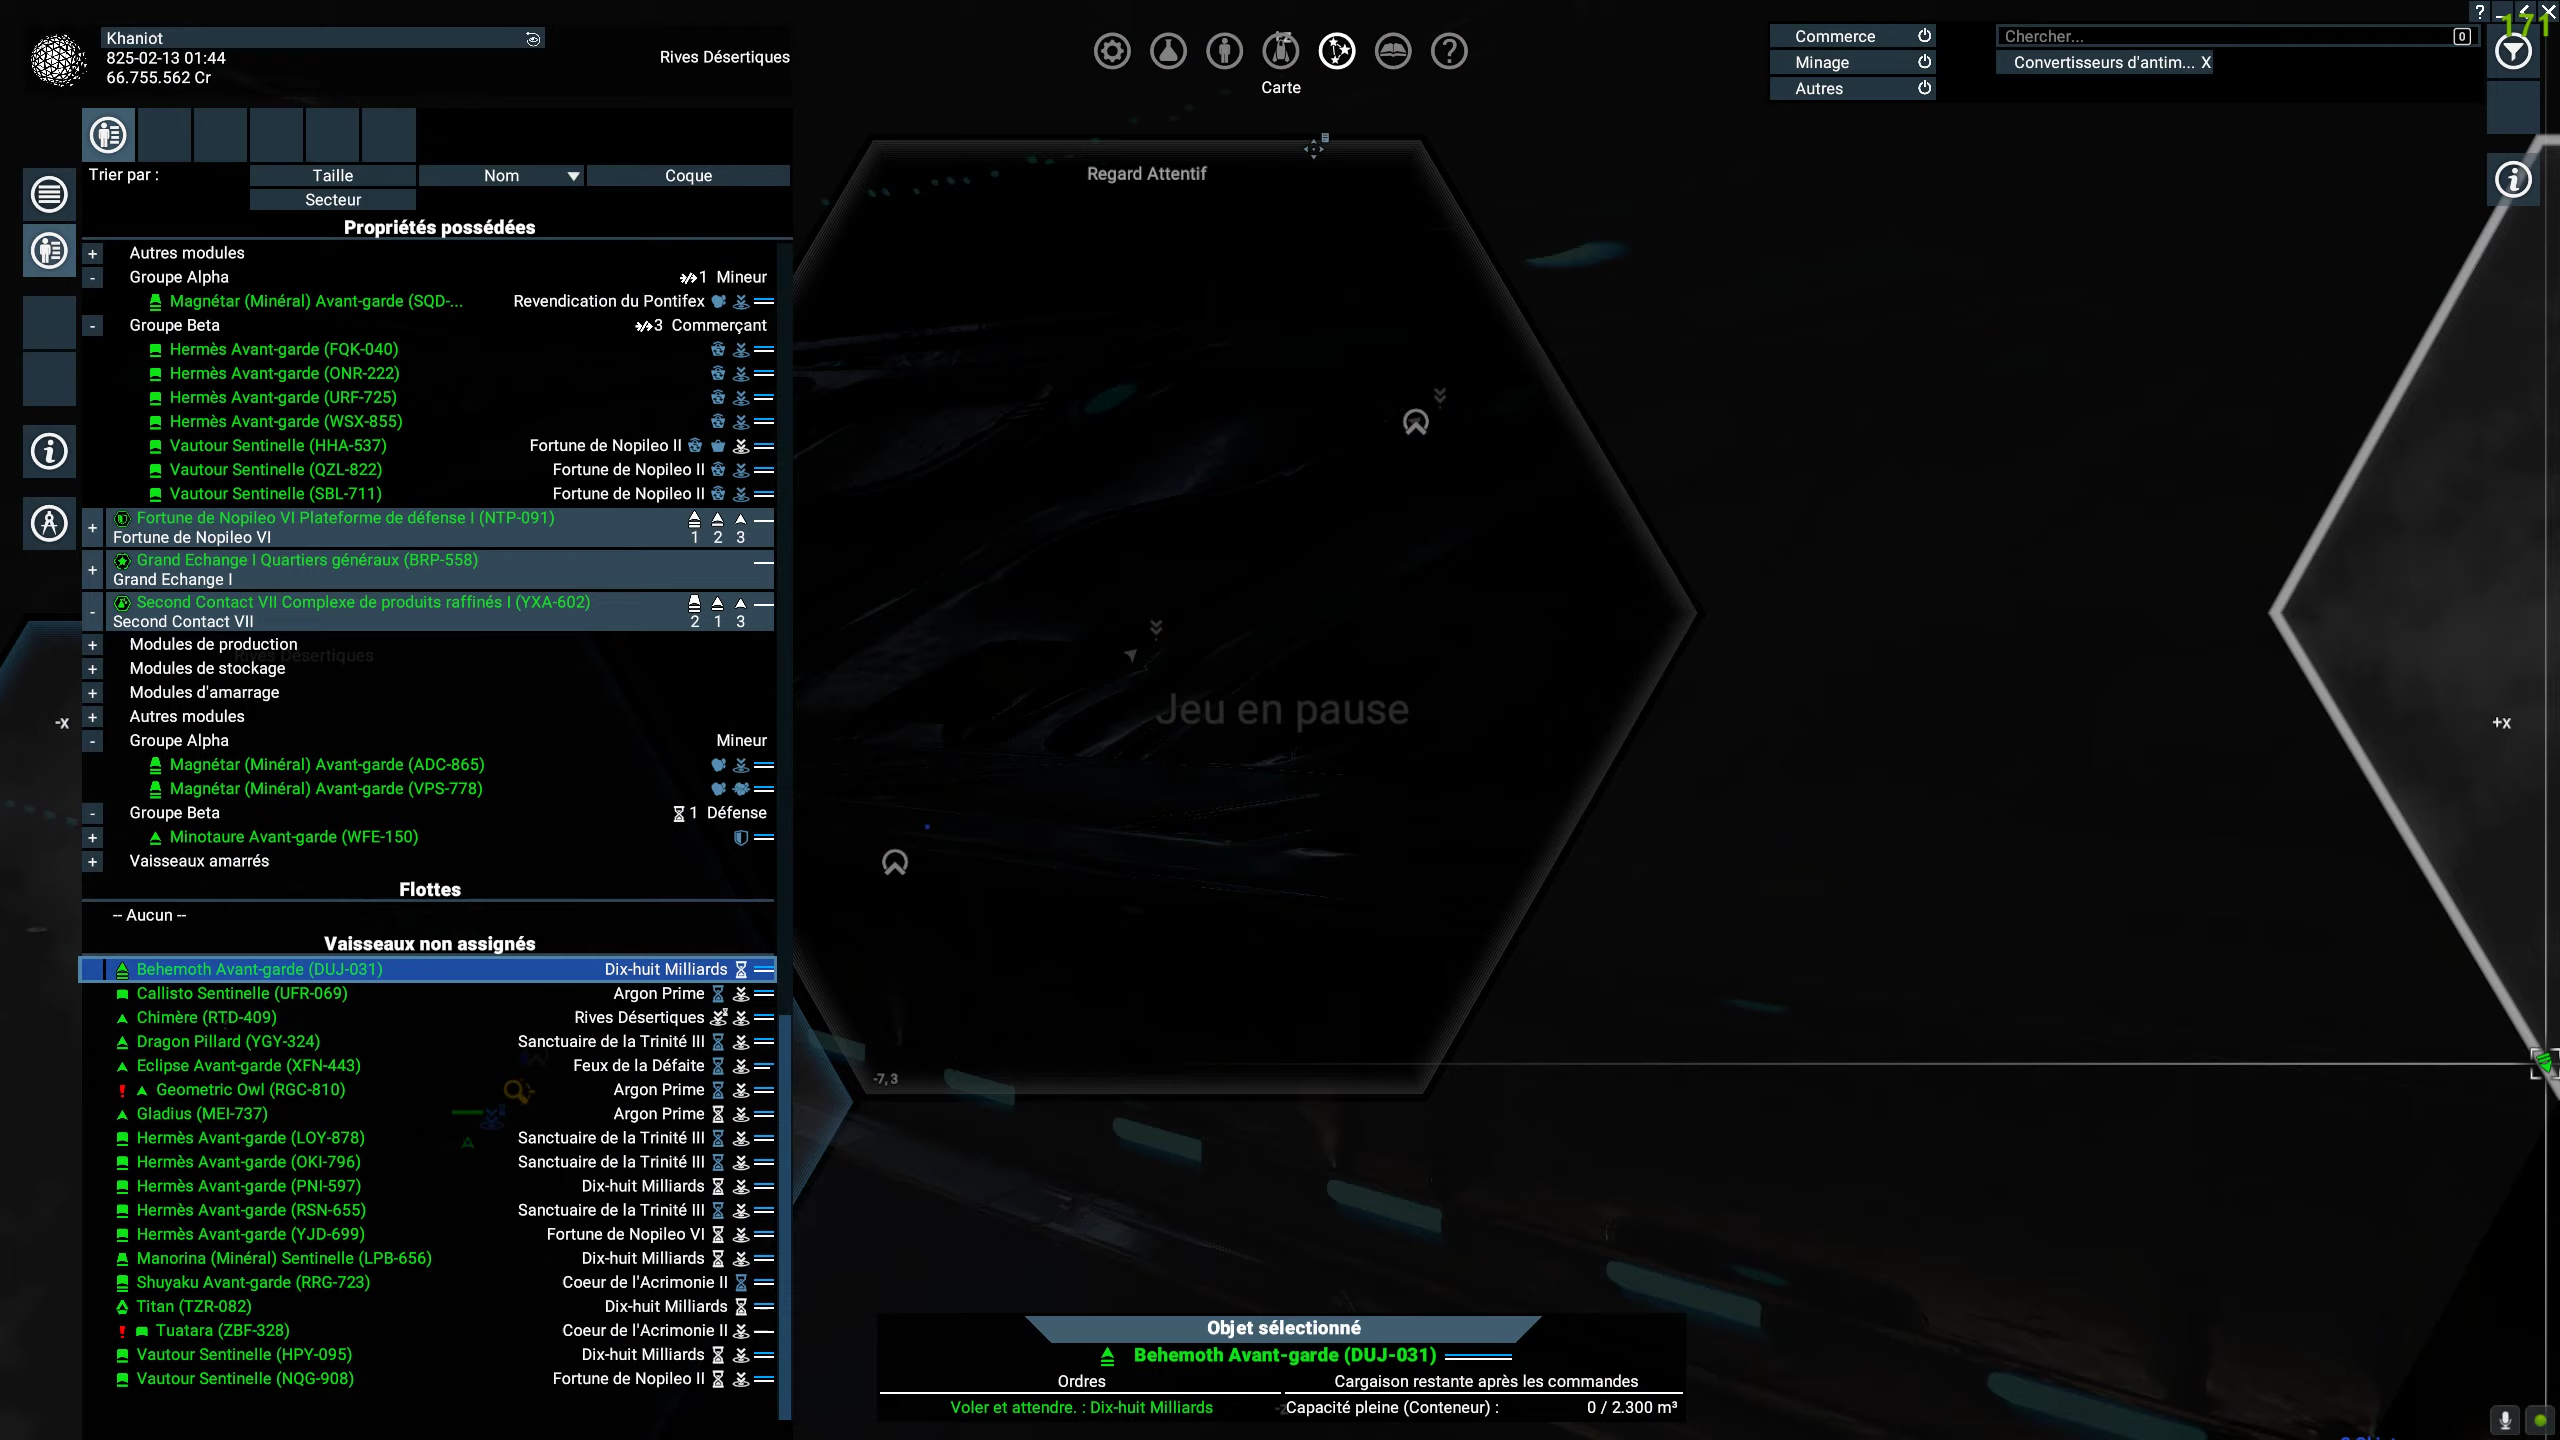 171
Khaniot
825-02-13 01:44
66.755.562 Cr
Rives Désertiques
Carte
Commerce
Minage
Autres
Chercher...
0
Convertisseurs d'antim... X
Trier par :
Taille
Nom
Coque
Secteur
Propriétés possédées
+ Autres modules
- Groupe Alpha 1 Mineur
Magnétar (Minéral) Avant-garde (SQD-... Revendication du Pontifex
- Groupe Beta 3 Commerçant
Hermès Avant-garde (FQK-040)
Hermès Avant-garde (ONR-222)
Hermès Avant-garde (URF-725)
Hermès Avant-garde (WSX-855)
Vautour Sentinelle (HHA-537) Fortune de Nopileo II
Vautour Sentinelle (QZL-822) Fortune de Nopileo II
Vautour Sentinelle (SBL-711) Fortune de Nopileo II
+ Fortune de Nopileo VI Plateforme de défense I (NTP-091)
Fortune de Nopileo VI 1 2 3
+ Grand Echange I Quartiers généraux (BRP-558)
Grand Echange I
- Second Contact VII Complexe de produits raffinés I (YXA-602)
Second Contact VII 2 1 3
+ Modules de production
Rives Désertiques
+ Modules de stockage
+ Modules d'amarrage
+ Autres modules
- Groupe Alpha Mineur
Magnétar (Minéral) Avant-garde (ADC-865)
Magnétar (Minéral) Avant-garde (VPS-778)
- Groupe Beta 1 Défense
+ Minotaure Avant-garde (WFE-150)
+ Vaisseaux amarrés
Flottes
-- Aucun --
Vaisseaux non assignés
Behemoth Avant-garde (DUJ-031) Dix-huit Milliards
Callisto Sentinelle (UFR-069) Argon Prime
Chimère (RTD-409) Rives Désertiques
Dragon Pillard (YGY-324) Sanctuaire de la Trinité III
Eclipse Avant-garde (XFN-443) Feux de la Défaite
! Geometric Owl (RGC-810) Argon Prime
Gladius (MEI-737) Argon Prime
Hermès Avant-garde (LOY-878) Sanctuaire de la Trinité III
Hermès Avant-garde (OKI-796) Sanctuaire de la Trinité III
Hermès Avant-garde (PNI-597) Dix-huit Milliards
Hermès Avant-garde (RSN-655) Sanctuaire de la Trinité III
Hermès Avant-garde (YJD-699) Fortune de Nopileo VI
Manorina (Minéral) Sentinelle (LPB-656) Dix-huit Milliards
Shuyaku Avant-garde (RRG-723) Coeur de l'Acrimonie II
Titan (TZR-082) Dix-huit Milliards
! Tuatara (ZBF-328) Coeur de l'Acrimonie II
Vautour Sentinelle (HPY-095) Dix-huit Milliards
Vautour Sentinelle (NQG-908) Fortune de Nopileo II
Regard Attentif
Jeu en pause
-X
+X
-7, 3
Objet sélectionné
Behemoth Avant-garde (DUJ-031)
Ordres
Cargaison restante après les commandes
Voler et attendre. : Dix-huit Milliards
Capacité pleine (Conteneur) : 0 / 2.300 m³